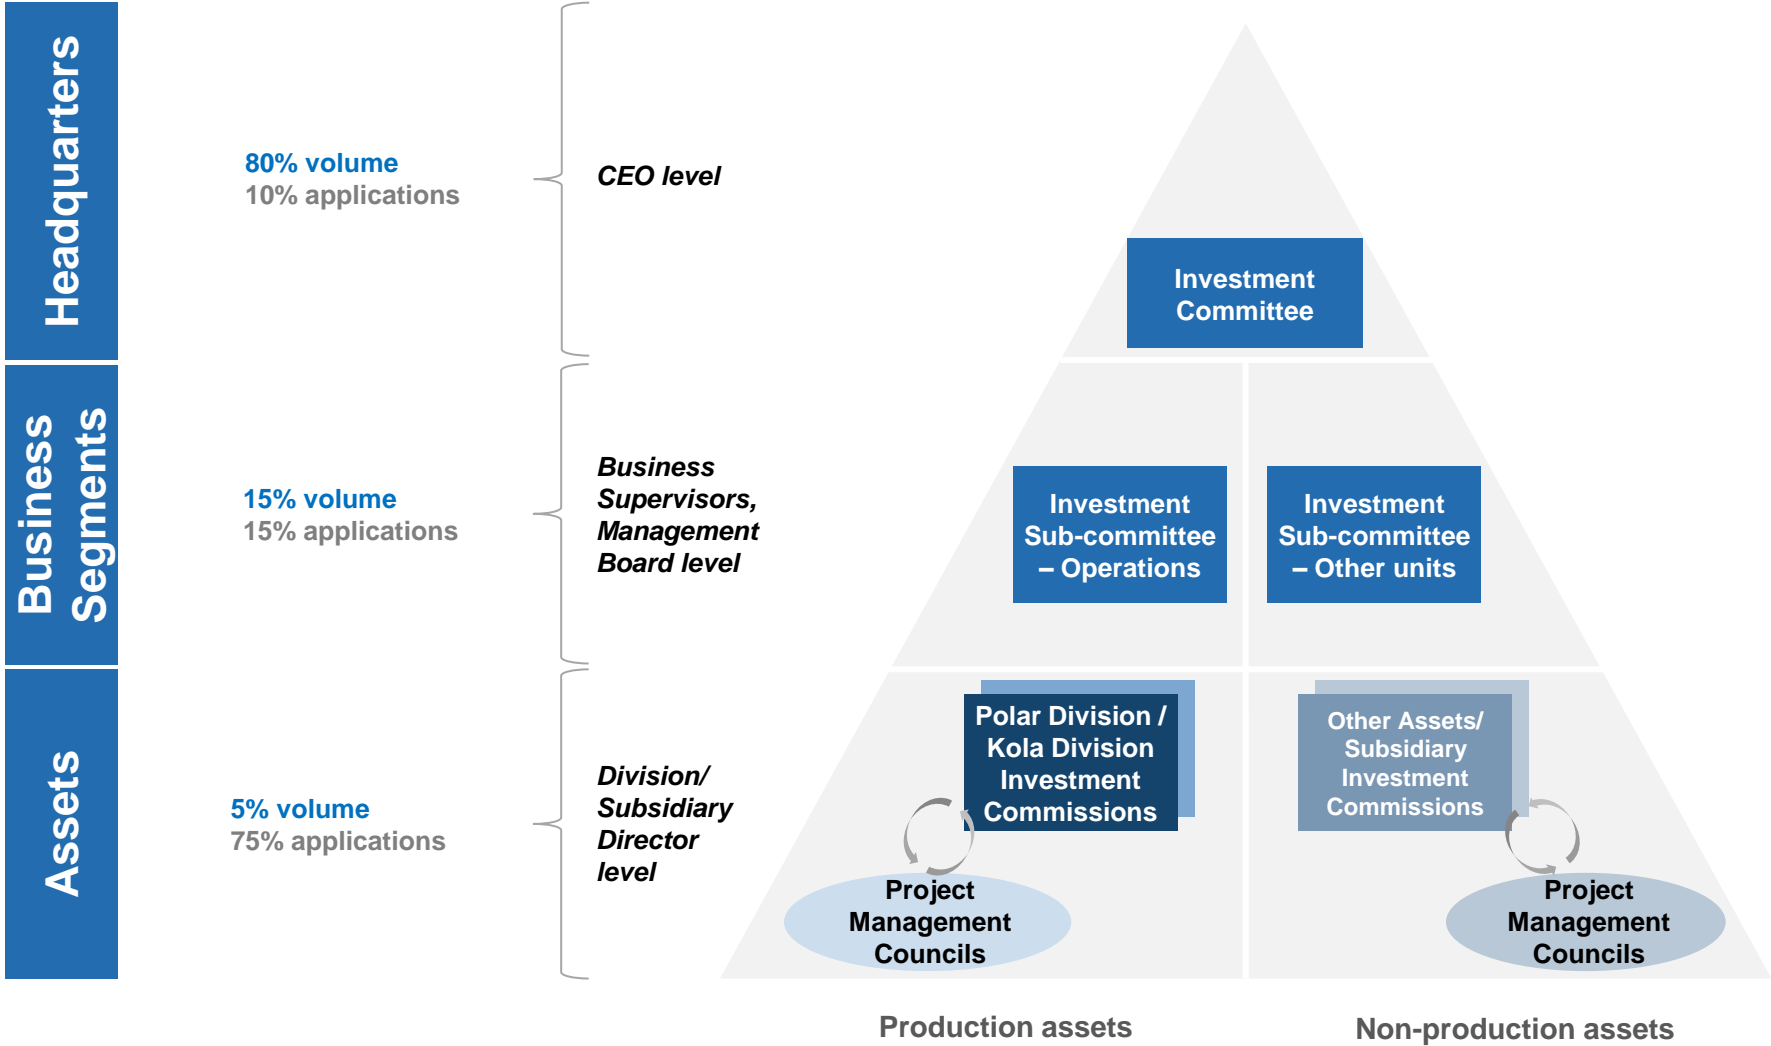 Headquarters
80% volume
10% applications
CEO level
Investment
Committee
Business
Segments
15% volume
15% applications
Business
Supervisors,
Management
Board level
Investment
Sub-committee
– Operations
Investment
Sub-committee
– Other units
Assets
5% volume
75% applications
Division/
Subsidiary
Director
level
Polar Division /
Kola Division
Investment
Commissions
Other Assets/
Subsidiary
Investment
Commissions
Project
Management
Councils
Project
Management
Councils
Production assets
Non-production assets